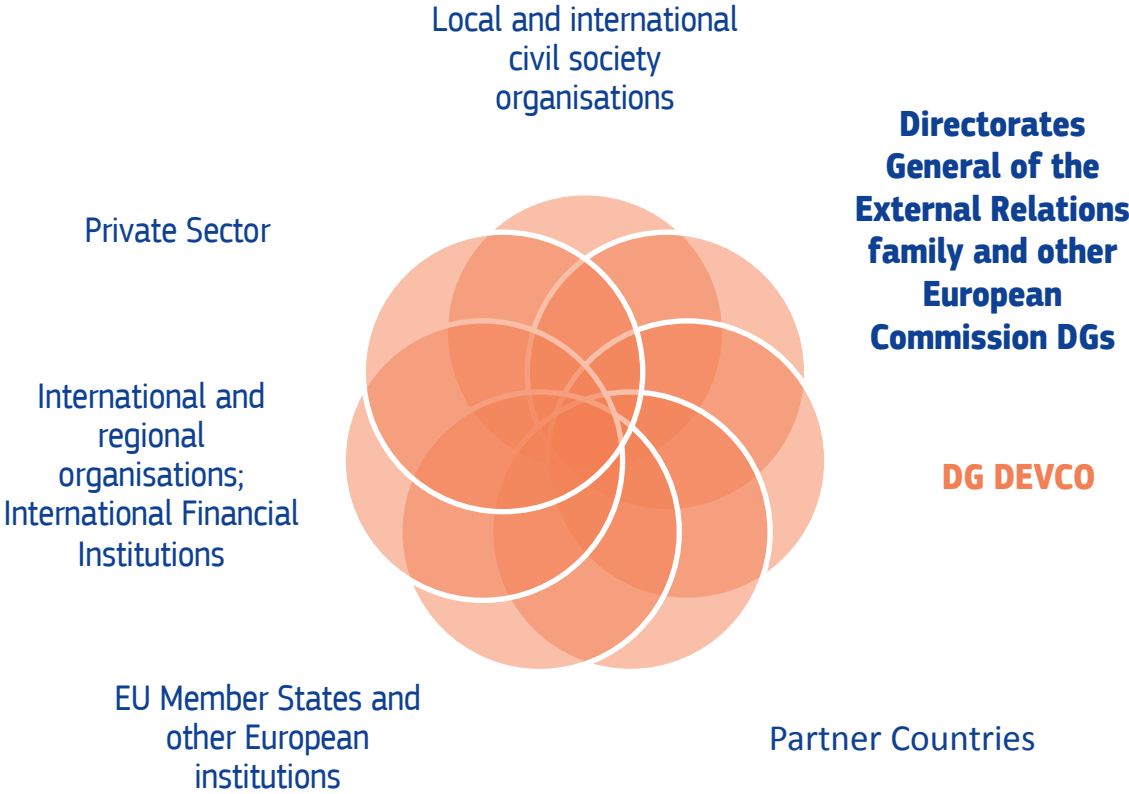 Local and international
civil society
organisations
Directorates
General of the
External Relations
family and other
European
Commission DGs
Private Sector
International and
regional
organisations;
International Financial
Institutions
DG DEVCO
EU Member States and
other European
institutions
Partner Countries